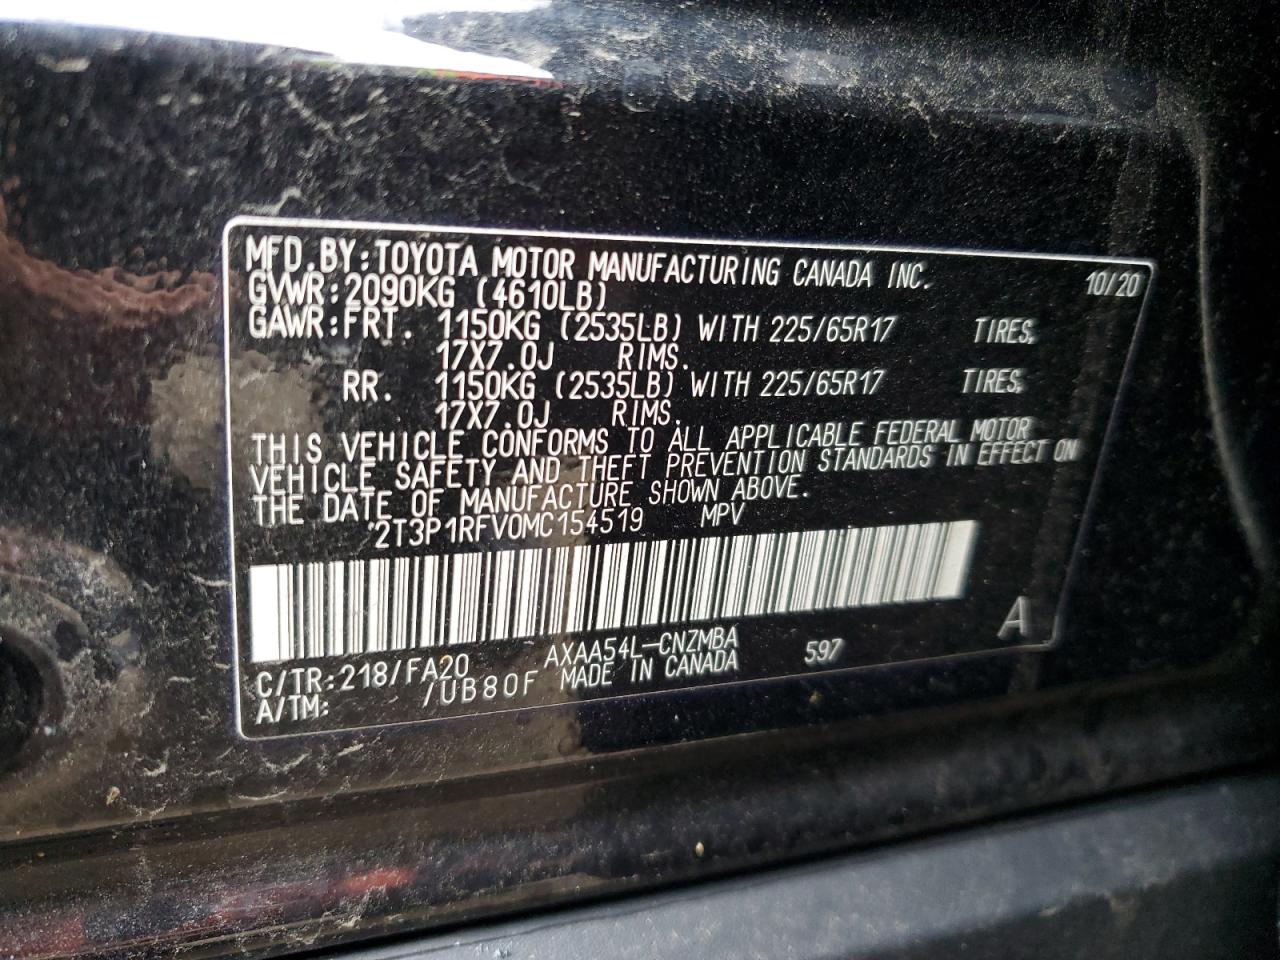 MFD.BY:TOYOTA MOTOR MANUFACTURING CANADA INC. 10/20
GVWR:2090KG (4610LB)
GAWR:FRT. 1150KG (2535LB) WITH 225/65R17 TIRES,
17X7.0J RIMS.
RR. 1150KG (2535LB) WITH 225/65R17 TIRES,
17X7.0J RIMS.
THIS VEHICLE CONFORMS TO ALL APPLICABLE FEDERAL MOTOR
VEHICLE SAFETY AND THEFT PREVENTION STANDARDS IN EFFECT ON
THE DATE OF MANUFACTURE SHOWN ABOVE.
*2T3P1RFV0MC154519 MPV
A
C/TR:218/FA20 AXAA54L-CNZMBA 597
A/TM: /UB80F MADE IN CANADA